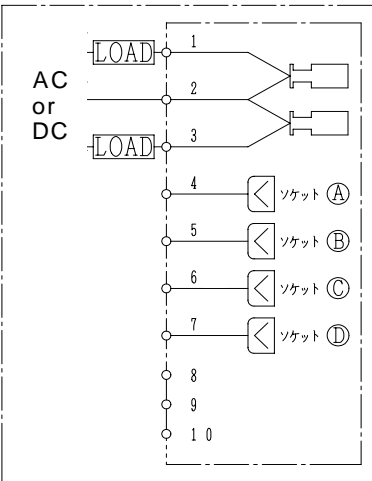 LOAD 1
AC
or
DC
2
LOAD 3
4 ソケット Ⓐ
5 ソケット Ⓑ
6 ソケット Ⓒ
7 ソケット Ⓓ
8
9
10